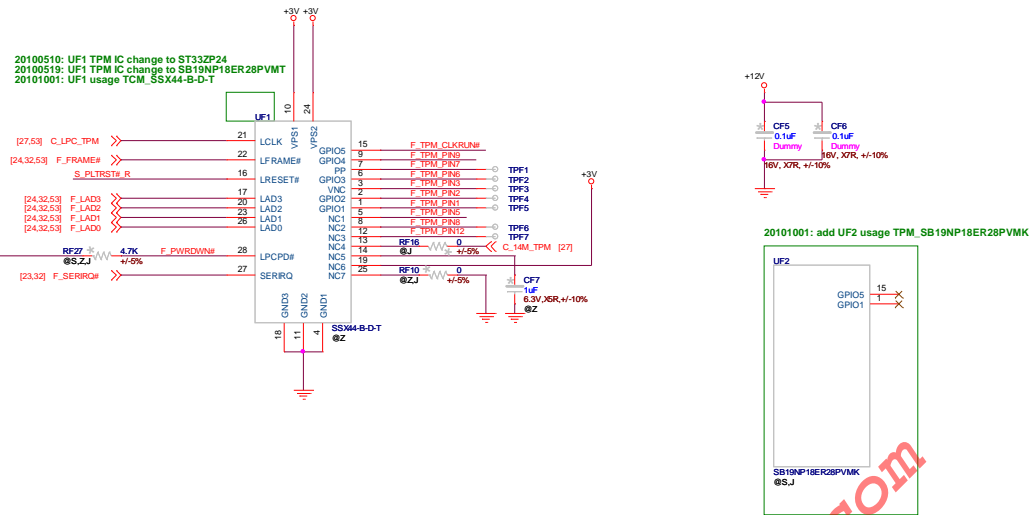 +3V +3V
20100510: UF1 TPM IC change to ST33ZP24
20100519: UF1 TPM IC change to SB19NP18ER28PVMT
20101001: UF1 usage TCM_SSX44-B-D-T
UF1
10 VPS1
24 VPS2
[27,53] C_LPC_TPM 21 LCLK
[24,32,53] F_FRAME# 22 LFRAME#
S_PLTRST#_R 16 LRESET#
[24,32,53] F_LAD3 17 LAD3
[24,32,53] F_LAD2 20 LAD2
[24,32,53] F_LAD1 23 LAD1
[24,32,53] F_LAD0 26 LAD0
RF27 4.7K F_PWRDWN# 28 LPCPD#
@S,Z,J +/-5%
[23,32] F_SERIRQ# 27 SERIRQ
GPIO5 15 F_TPM_CLKRUN#
GPIO4 9 F_TPM_PIN9
PP 7 F_TPM_PIN7 TPF1
GPIO3 6 F_TPM_PIN6 TPF2
VNC 3 F_TPM_PIN3 TPF3
GPIO2 2 F_TPM_PIN2 TPF4
GPIO1 1 F_TPM_PIN1 TPF5
NC1 5 F_TPM_PIN5
NC2 8 F_TPM_PIN8 TPF6
NC3 12 F_TPM_PIN12 TPF7
NC4 13 RF16 0 C_14M_TPM [27]
@J +/-5%
NC5 14
NC6 19
NC7 25 RF10 0
@Z,J +/-5%
+3V
CF7
1uF
6.3V,X5R,+/-10%
@Z
GND3 18
GND2 11
GND1 4
SSX44-B-D-T
@Z
+12V
CF5
0.1uF
Dummy
16V, X7R, +/-10%
CF6
0.1uF
Dummy
16V, X7R, +/-10%
20101001: add UF2 usage TPM_SB19NP18ER28PVMK
UF2
GPIO5 15
GPIO1 1
SB19NP18ER28PVMK
@S,J